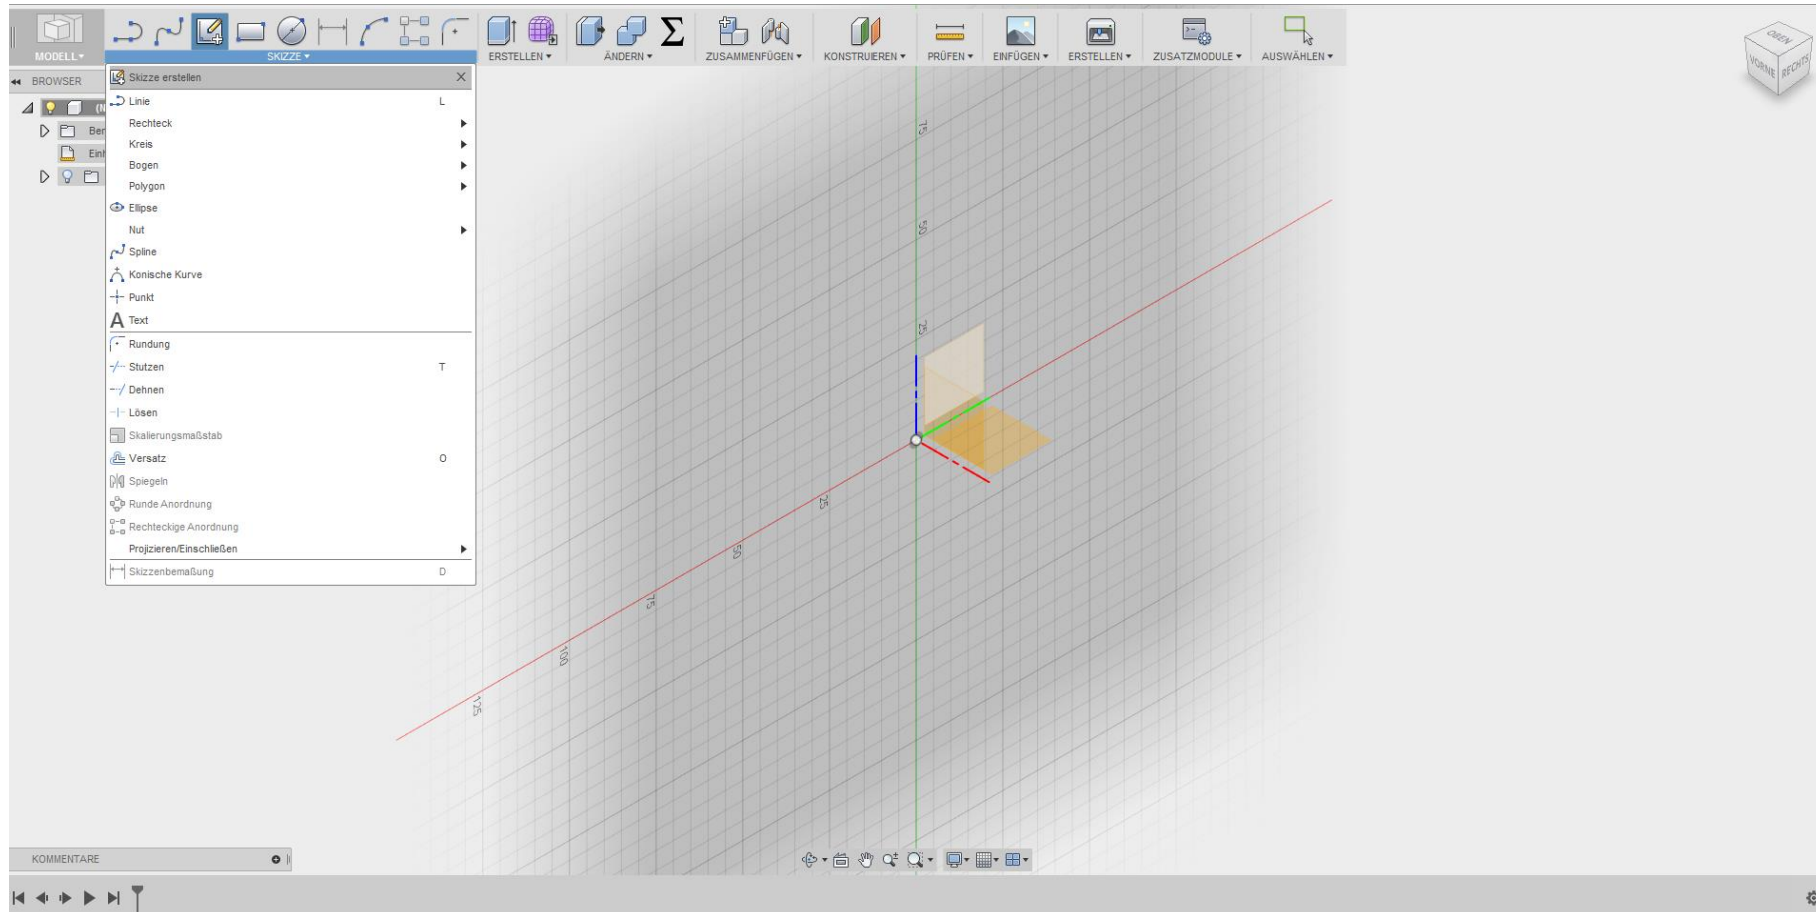 MODELL
SKIZZE
ERSTELLEN
ÄNDERN
ZUSAMMENFÜGEN
KONSTRUIEREN
PRÜFEN
EINFÜGEN
ERSTELLEN
ZUSATZMODULE
AUSWÄHLEN
OBEN
VORNE
RECHTS
BROWSER
Skizze erstellen X
Linie L
Rechteck
Kreis
Bogen
Polygon
Ellipse
Nut
Spline
Konische Kurve
Punkt
A Text
Rundung
Stutzen T
Dehnen
Lösen
Skalierungsmaßstab
Versatz O
Spiegeln
Runde Anordnung
Rechteckige Anordnung
Projizieren/Einschließen
Skizzenbemaßung D
75
50
25
25
50
75
100
125
KOMMENTARE